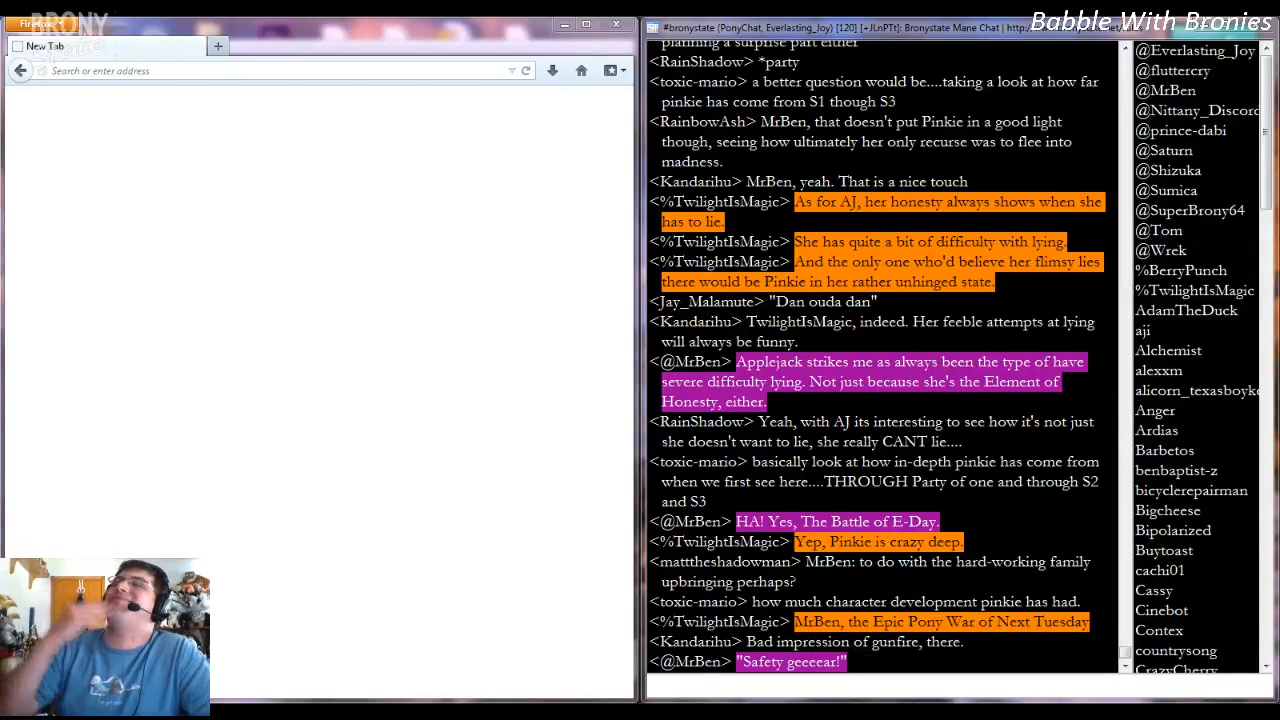 Firefox
BRONY
State
Babble With Bronies
#bronystate (PonyChat, Everlasting_Joy) [120] [+JLnPTt]: Bronystate Mane Chat | http://
New Tab
Search or enter address
planning a surprise part either
<RainShadow> *party
<toxic-mario> a better question would be....taking a look at how far
pinkie has come from S1 though S3
<RainbowAsh> MrBen, that doesn't put Pinkie in a good light
though, seeing how ultimately her only recurse was to flee into
madness.
<Kandarihu> MrBen, yeah. That is a nice touch
<%TwilightIsMagic> As for AJ, her honesty always shows when she
has to lie.
<%TwilightIsMagic> She has quite a bit of difficulty with lying.
<%TwilightIsMagic> And the only one who'd believe her flimsy lies
there would be Pinkie in her rather unhinged state.
<Jay_Malamute> "Dan ouda dan"
<Kandarihu> TwilightIsMagic, indeed. Her feeble attempts at lying
will always be funny.
<@MrBen> Applejack strikes me as always been the type of have
severe difficulty lying. Not just because she's the Element of
Honesty, either.
<RainShadow> Yeah, with AJ its interesting to see how it's not just
she doesn't want to lie, she really CANT lie....
<toxic-mario> basically look at how in-depth pinkie has come from
when we first see here....THROUGH Party of one and through S2
and S3
<@MrBen> HA! Yes, The Battle of E-Day.
<%TwilightIsMagic> Yep, Pinkie is crazy deep.
<matttheshadowman> MrBen: to do with the hard-working family
upbringing perhaps?
<toxic-mario> how much character development pinkie has had.
<%TwilightIsMagic> MrBen, the Epic Pony War of Next Tuesday
<Kandarihu> Bad impression of gunfire, there.
<@MrBen> "Safety geeeear!"
@Everlasting_Joy
@fluttercry
@MrBen
@Nittany_Discord
@prince-dabi
@Saturn
@Shizuka
@Sumica
@SuperBrony64
@Tom
@Wrek
%BerryPunch
%TwilightIsMagic
AdamTheDuck
aji
Alchemist
alexxm
alicorn_texasboyke
Anger
Ardias
Barbetos
benbaptist-z
bicyclerepairman
Bigcheese
Bipolarized
Buytoast
cachi01
Cassy
Cinebot
Contex
countrysong
CrazyCherry